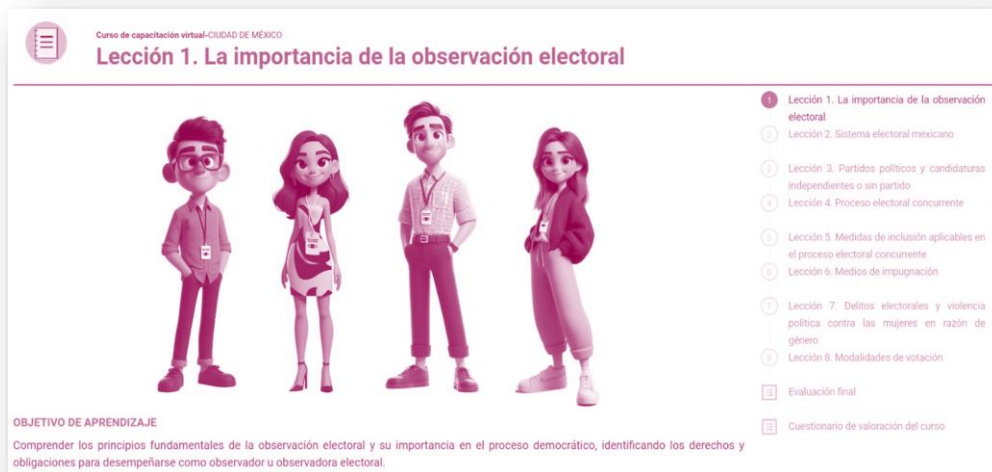 Curso de capacitación virtual-CIUDAD DE MÉXICO
Lección 1. La importancia de la observación electoral
1
Lección 1. La importancia de la observación
electoral
2
Lección 2. Sistema electoral mexicano
3
Lección 3. Partidos políticos y candidaturas
independientes o sin partido
4
Lección 4. Proceso electoral concurrente
5
Lección 5. Medidas de inclusión aplicables en
el proceso electoral concurrente
6
Lección 6. Medios de impugnación
7
Lección 7. Delitos electorales y violencia
política contra las mujeres en razón de
género
8
Lección 8. Modalidades de votación
Evaluación final
Cuestionario de valoración del curso
OBJETIVO DE APRENDIZAJE
Comprender los principios fundamentales de la observación electoral y su importancia en el proceso democrático, identificando los derechos y
obligaciones para desempeñarse como observador u observadora electoral.